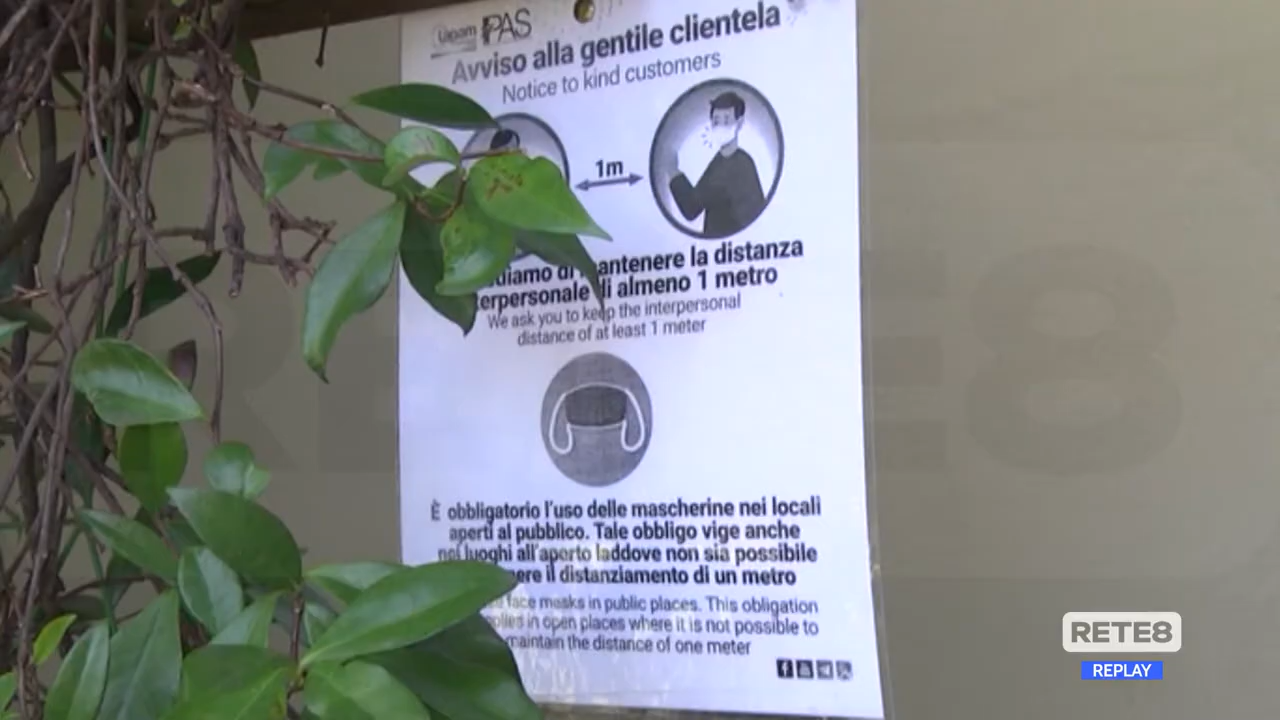 PAS
Avviso alla gentile clientela
Notice to kind customers
1m
mantenere la distanza
di almeno 1 metro
We ask you to keep the interpersonal
distance of at least 1 meter
È obbligatorio l'uso delle mascherine nei locali
aperti al pubblico. Tale obbligo vige anche
nei luoghi all'aperto laddove non sia possibile
il distanziamento di un metro
face masks in public places. This obligation
in open places where it is not possible to
maintain the distance of one meter
RETE8
RETE8
REPLAY